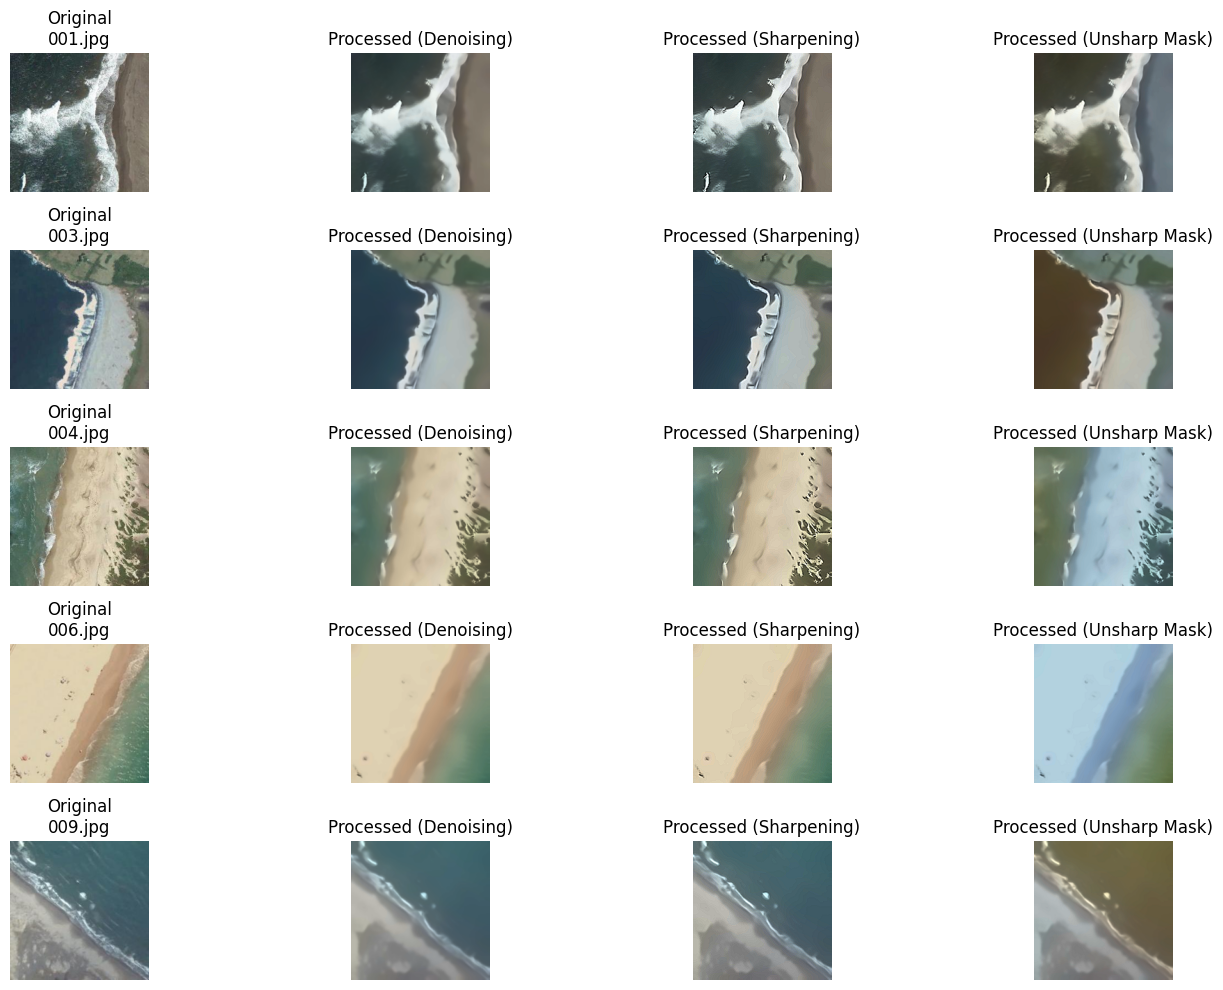 Original
001.jpg
Processed (Denoising)
Processed (Sharpening)
Processed (Unsharp Mask)
Original
003.jpg
Processed (Denoising)
Processed (Sharpening)
Processed (Unsharp Mask)
Original
004.jpg
Processed (Denoising)
Processed (Sharpening)
Processed (Unsharp Mask)
Original
006.jpg
Processed (Denoising)
Processed (Sharpening)
Processed (Unsharp Mask)
Original
009.jpg
Processed (Denoising)
Processed (Sharpening)
Processed (Unsharp Mask)